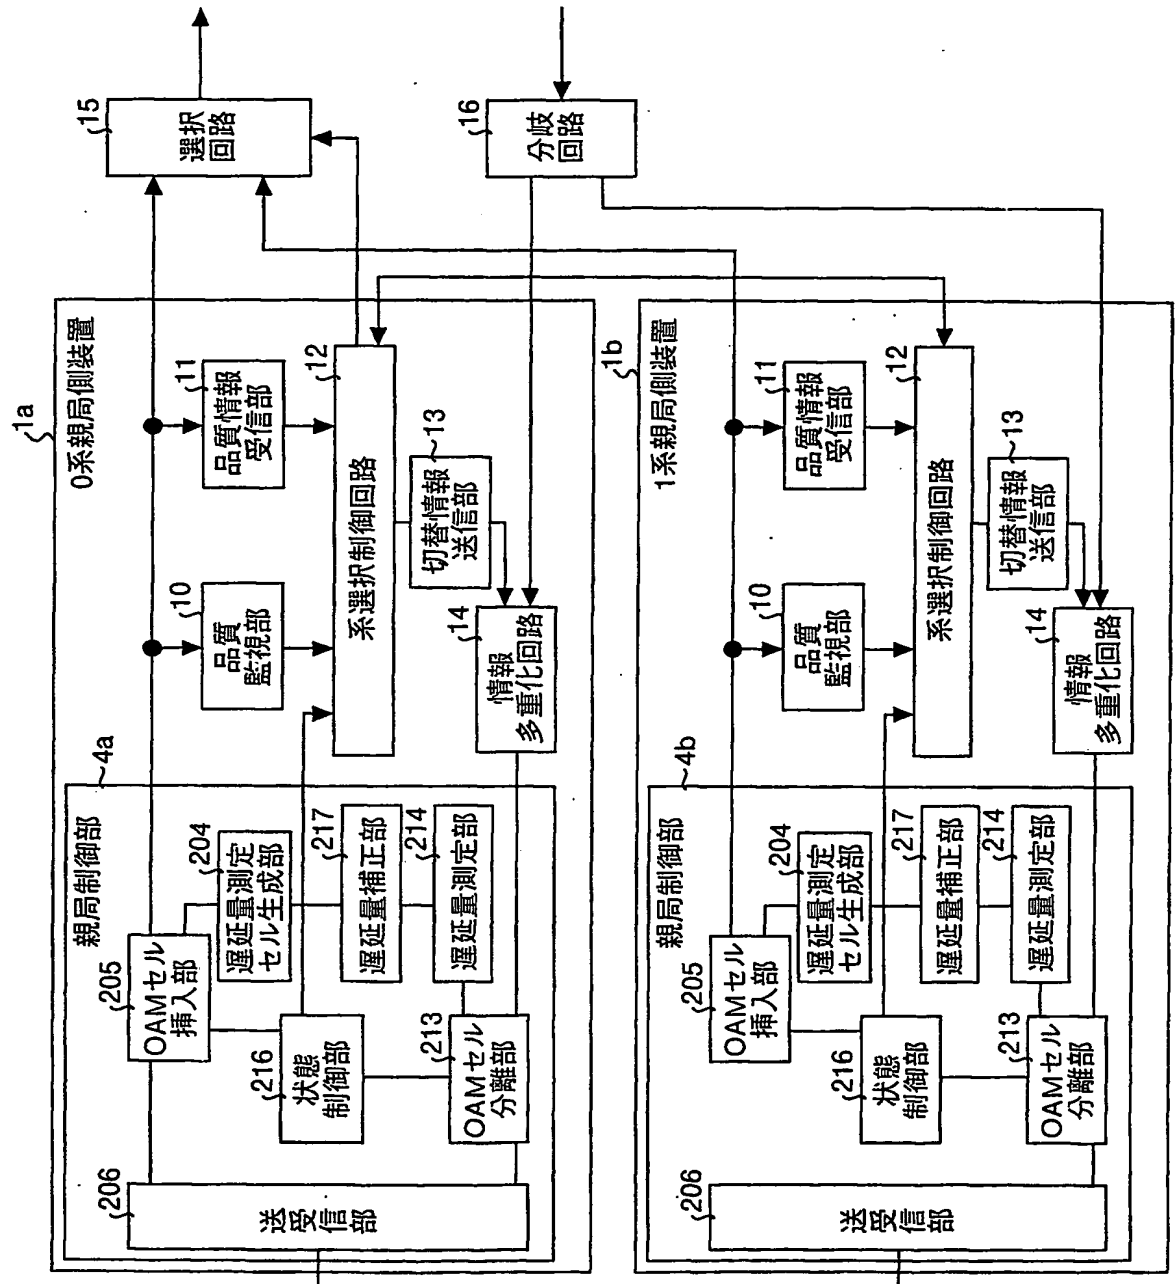 1a
0系親局側装置
4a
親局制御部
206
送受信部
205
OAMセル
挿入部
204
遅延量測定
セル生成部
216
状態
制御部
217
遅延量補正部
214
遅延量測定部
213
OAMセル
分離部
10
品質
監視部
11
品質情報
受信部
12
系選択制御回路
13
切替情報
送信部
14
情報
多重化回路
15
選択
回路
16
分岐
回路
1b
1系親局側装置
4b
親局制御部
206
送受信部
205
OAMセル
挿入部
204
遅延量測定
セル生成部
216
状態
制御部
217
遅延量補正部
214
遅延量測定部
213
OAMセル
分離部
10
品質
監視部
11
品質情報
受信部
12
系選択制御回路
13
切替情報
送信部
14
情報
多重化回路